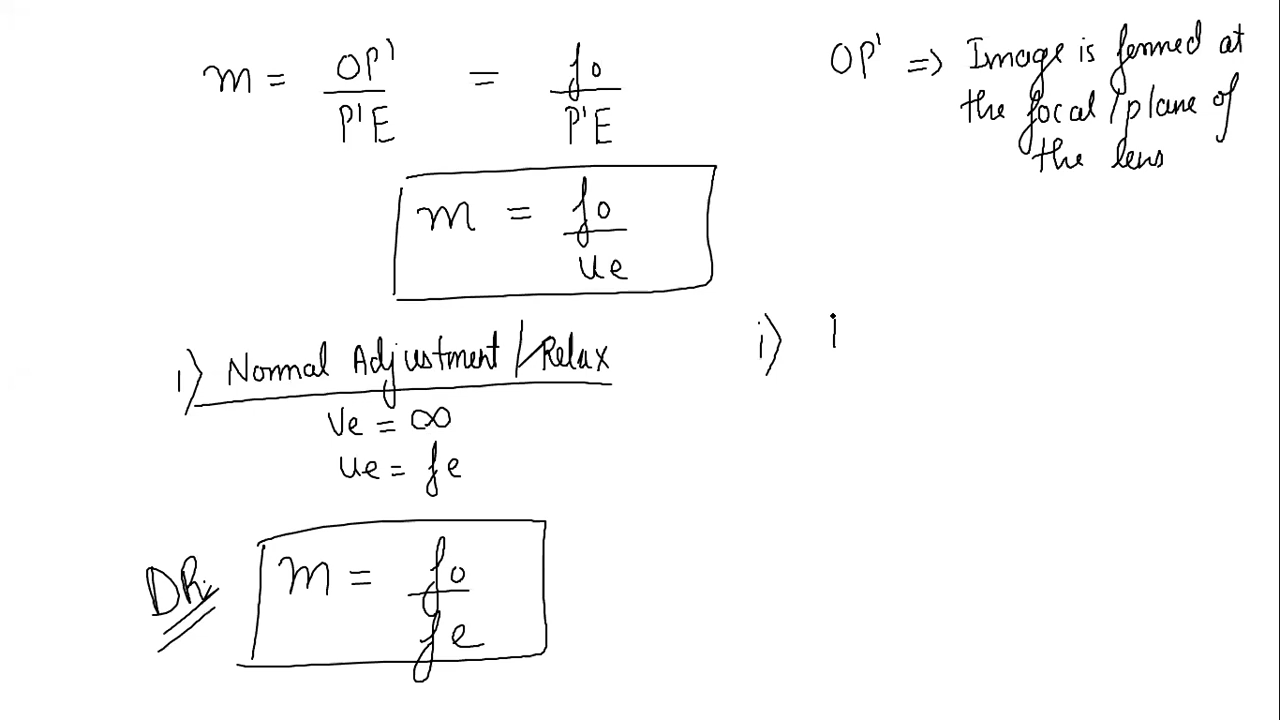 m = OP' / P'E = fo / P'E
OP' => Image is formed at
the focal / plane of
the lens
m = fo / ue
i) Normal Adjustment / Relax
ve = ∞
ue = fe
i) I
m = fo / fe